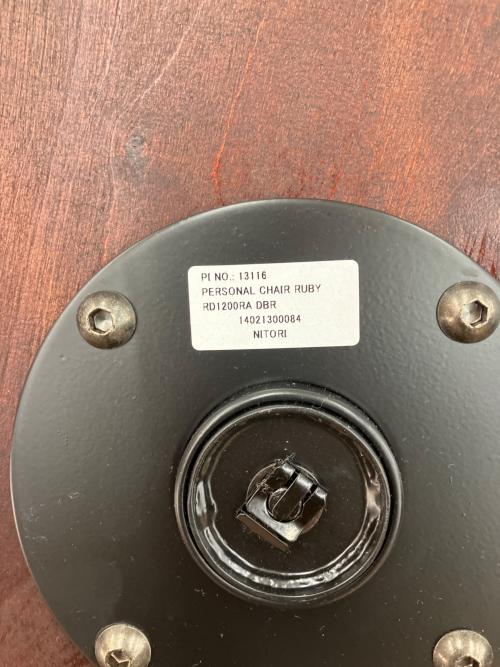 PI NO.: 13116
PERSONAL CHAIR RUBY
RD1200RA DBR
14021300084
NITORI